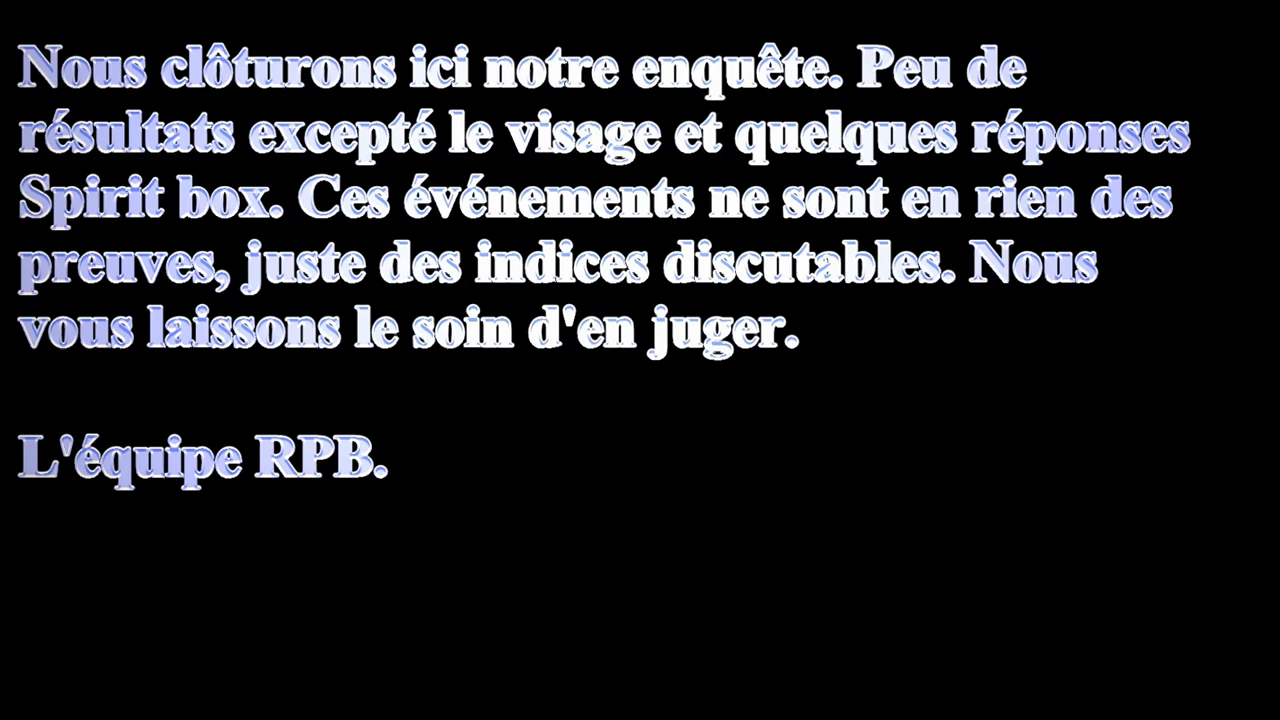 Nous clôturons ici notre enquête. Peu de
résultats excepté le visage et quelques réponses
Spirit box. Ces événements ne sont en rien des
preuves, juste des indices discutables. Nous
vous laissons le soin d'en juger.
L'équipe RPB.